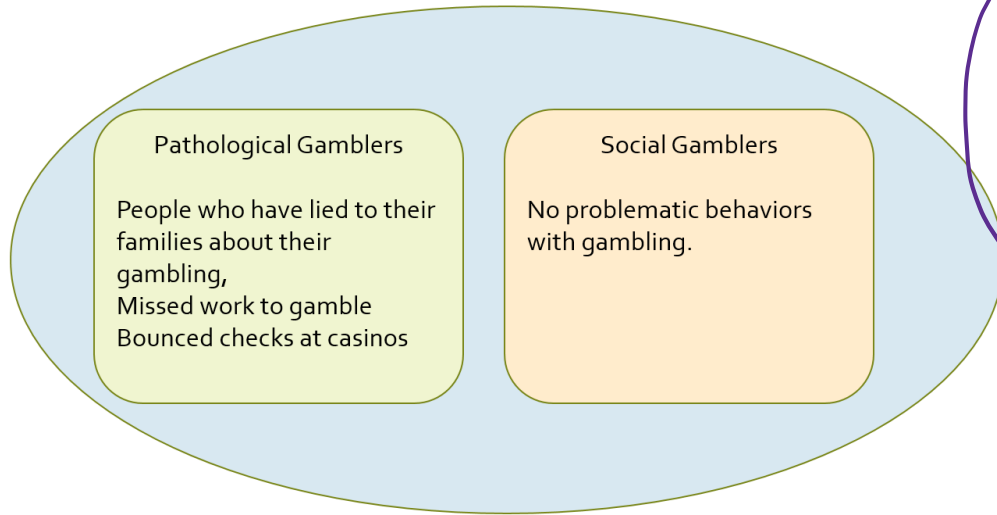 Pathological Gamblers
People who have lied to their
families about their
gambling,
Missed work to gamble
Bounced checks at casinos
Social Gamblers
No problematic behaviors
with gambling.